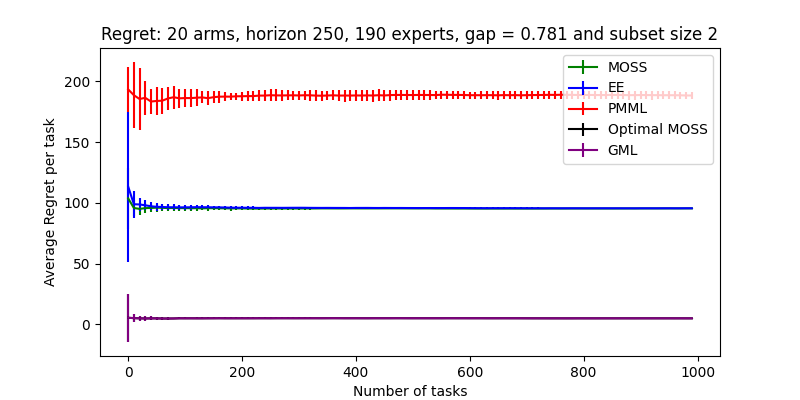 Regret: 20 arms, horizon 250, 190 experts, gap = 0.781 and subset size 2
MOSS
EE
PMML
Optimal MOSS
GML
200
150
100
50
0
Average Regret per task
0 200 400 600 800 1000
Number of tasks